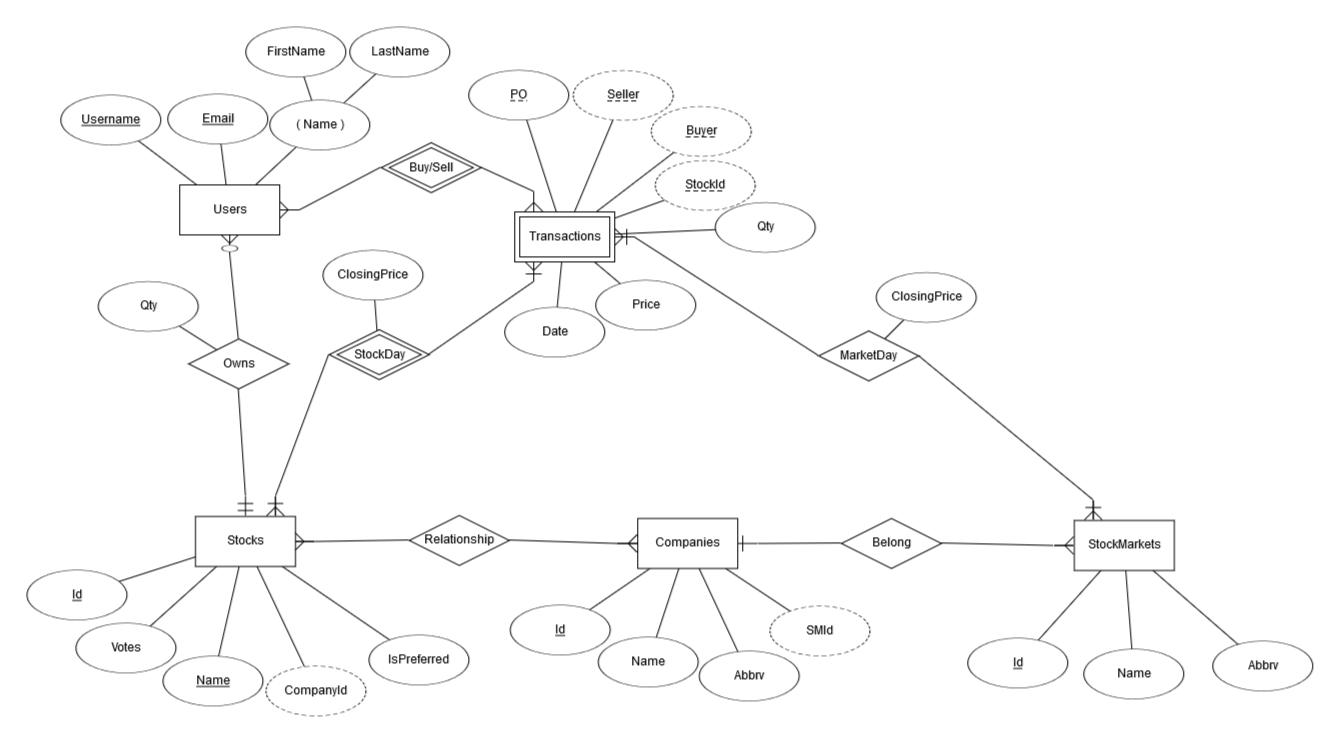 FirstName
LastName
Username
Email
( Name )
PO
Seller
Buyer
StockId
Qty
Buy/Sell
Users
Transactions
ClosingPrice
Date
Price
ClosingPrice
Qty
Owns
StockDay
MarketDay
Stocks
Relationship
Companies
Belong
StockMarkets
Id
Votes
Name
CompanyId
IsPreferred
Id
Name
Abbrv
SMId
Id
Name
Abbrv